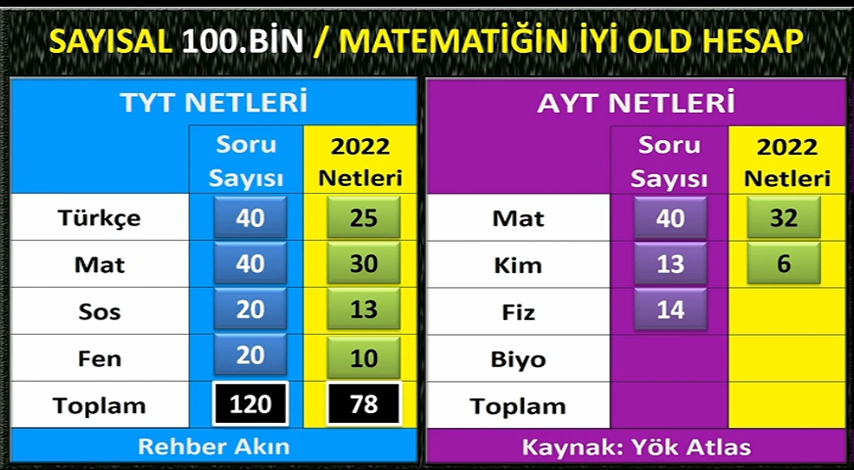 SAYISAL 100.BİN / MATEMATİĞİN İYİ OLD HESAP
TYT NETLERİ
Soru Sayısı 2022 Netleri
Türkçe 40 25
Mat 40 30
Sos 20 13
Fen 20 10
Toplam 120 78
Rehber Akın
AYT NETLERİ
Soru Sayısı 2022 Netleri
Mat 40 32
Kim 13 6
Fiz 14
Biyo
Toplam
Kaynak: Yök Atlas